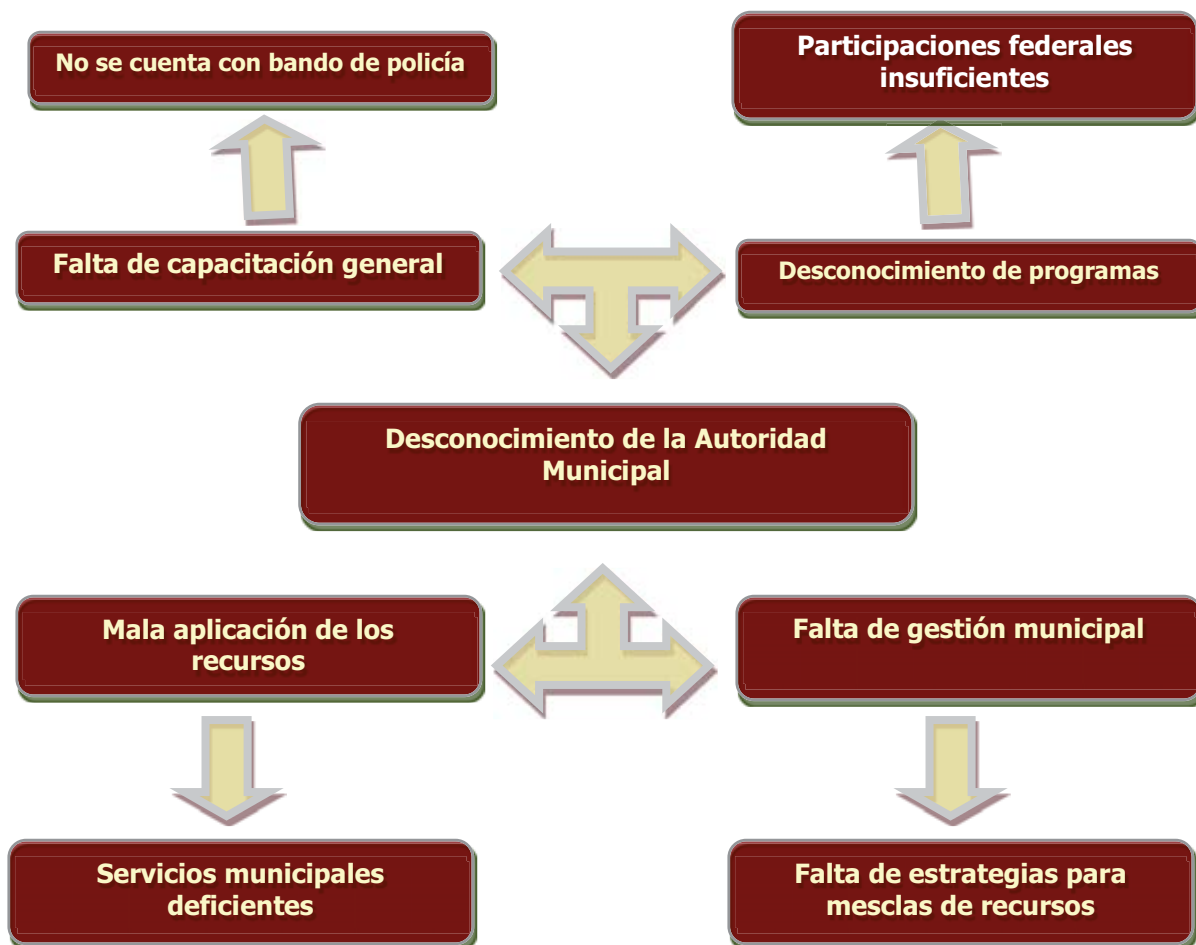 No se cuenta con bando de policía
Participaciones federales
insuficientes
Falta de capacitación general
Desconocimiento de programas
Desconocimiento de la Autoridad
Municipal
Mala aplicación de los
recursos
Falta de gestión municipal
Servicios municipales
deficientes
Falta de estrategias para
mesclas de recursos